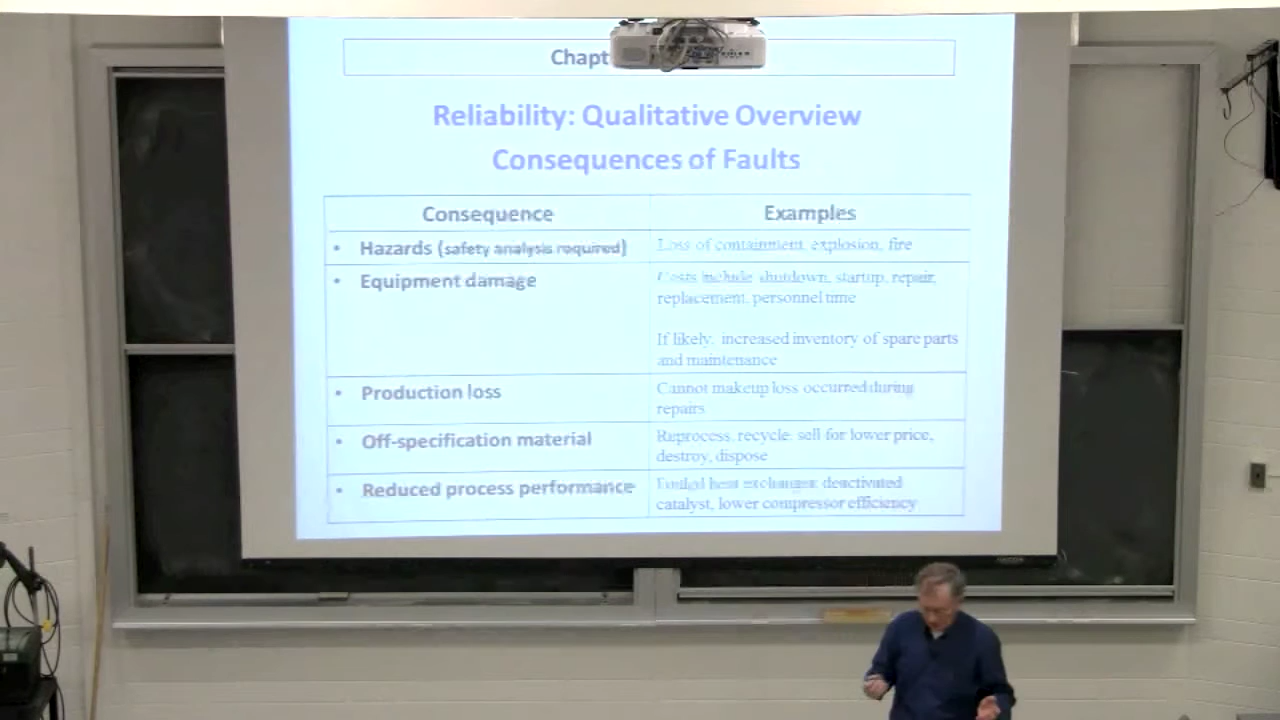 Chapt
Reliability: Qualitative Overview
Consequences of Faults
Consequence
Examples
• Hazards (safety analysis required)
Loss of containment, explosion, fire
• Equipment damage
Costs include shutdown, startup, repair,
replacement, personnel time
If likely, increased inventory of spare parts
and maintenance
• Production loss
Cannot makeup loss occurred during
repairs
• Off-specification material
Reprocess, recycle, sell for lower price,
destroy, dispose
• Reduced process performance
Fouled heat exchanger, deactivated
catalyst, lower compressor efficiency